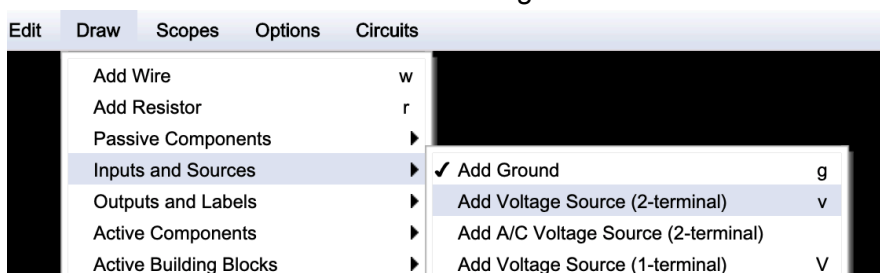 Edit Draw Scopes Options Circuits
Add Wire w
Add Resistor r
Passive Components
Inputs and Sources
Outputs and Labels
Active Components
Active Building Blocks
✓ Add Ground g
Add Voltage Source (2-terminal) v
Add A/C Voltage Source (2-terminal)
Add Voltage Source (1-terminal) V